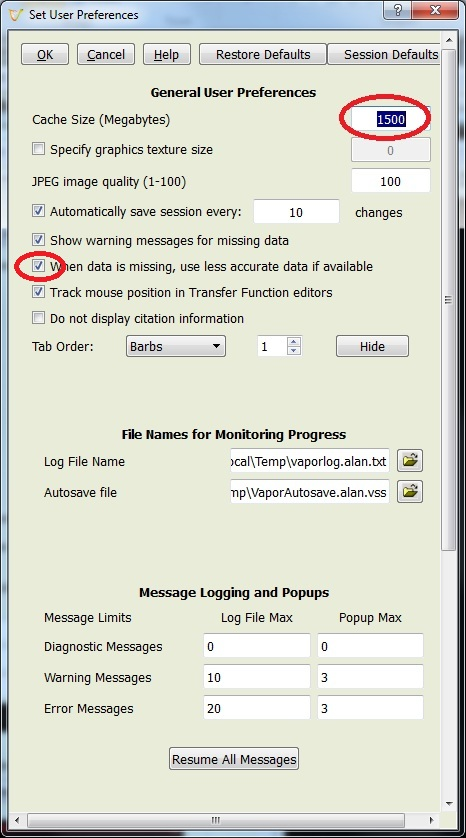 Set User Preferences
OK Cancel Help Restore Defaults Session Defaults
General User Preferences
Cache Size (Megabytes) 1500
Specify graphics texture size 0
JPEG image quality (1-100) 100
Automatically save session every: 10 changes
Show warning messages for missing data
When data is missing, use less accurate data if available
Track mouse position in Transfer Function editors
Do not display citation information
Tab Order: Barbs 1 Hide
File Names for Monitoring Progress
Log File Name ocal\Temp\vaporlog.alan.txt
Autosave file mp\VaporAutosave.alan.vss
Message Logging and Popups
Message Limits Log File Max Popup Max
Diagnostic Messages 0 0
Warning Messages 10 3
Error Messages 20 3
Resume All Messages